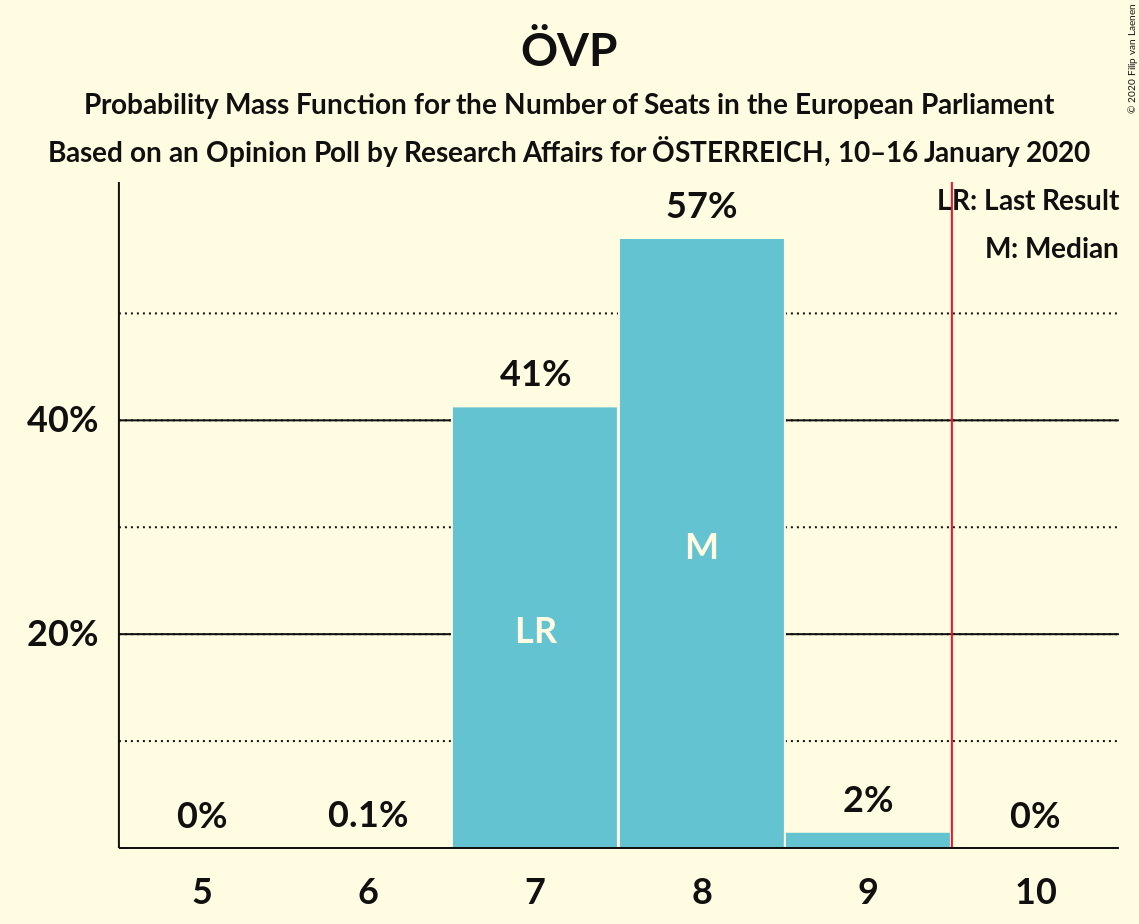 ÖVP
Probability Mass Function for the Number of Seats in the European Parliament
Based on an Opinion Poll by Research Affairs for ÖSTERREICH, 10–16 January 2020
© 2020 Filip van Laenen
LR: Last Result
M: Median
57%
41%
40%
M
LR
20%
0%
0.1%
2%
0%
5
6
7
8
9
10